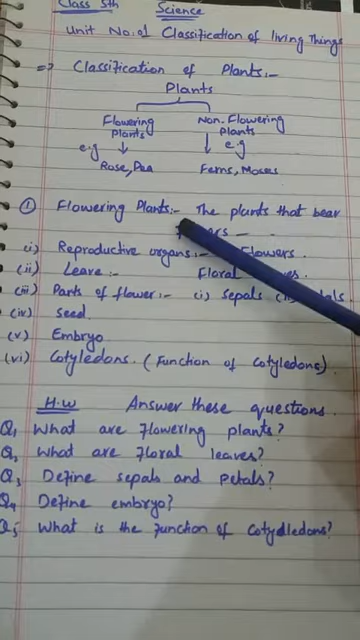 Class 5th Science
Unit No.01 Classification of living Things
=> Classification of Plants:-
Plants
Flowering Plants Non.Flowering Plants
e.g ↓ ↓ e.g
Rose, Pea Ferns, Moses
① Flowering Plants:- The plants that bear
(i) Reproductive organs:- Flowers.
(ii) Leave:- Floral
(iii) Parts of flower:- (i) Sepals
(iv) seed.
(v) Embryo
(vi) Cotyledons. (Function of Cotyledons).
H.W Answer these questions.
Q1 What are flowering plants?
Q2 What are floral leaves?
Q3 Define sepals and petals?
Q4 Define embryo?
Q5 What is the function of Cotydledons?